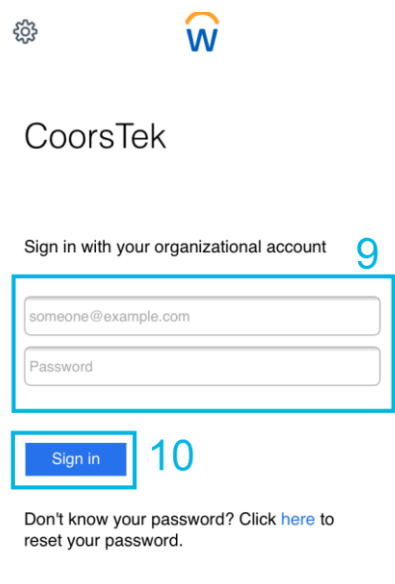 W
CoorsTek
Sign in with your organizational account
9
someone@example.com
Password
Sign in
10
Don't know your password? Click here to
reset your password.